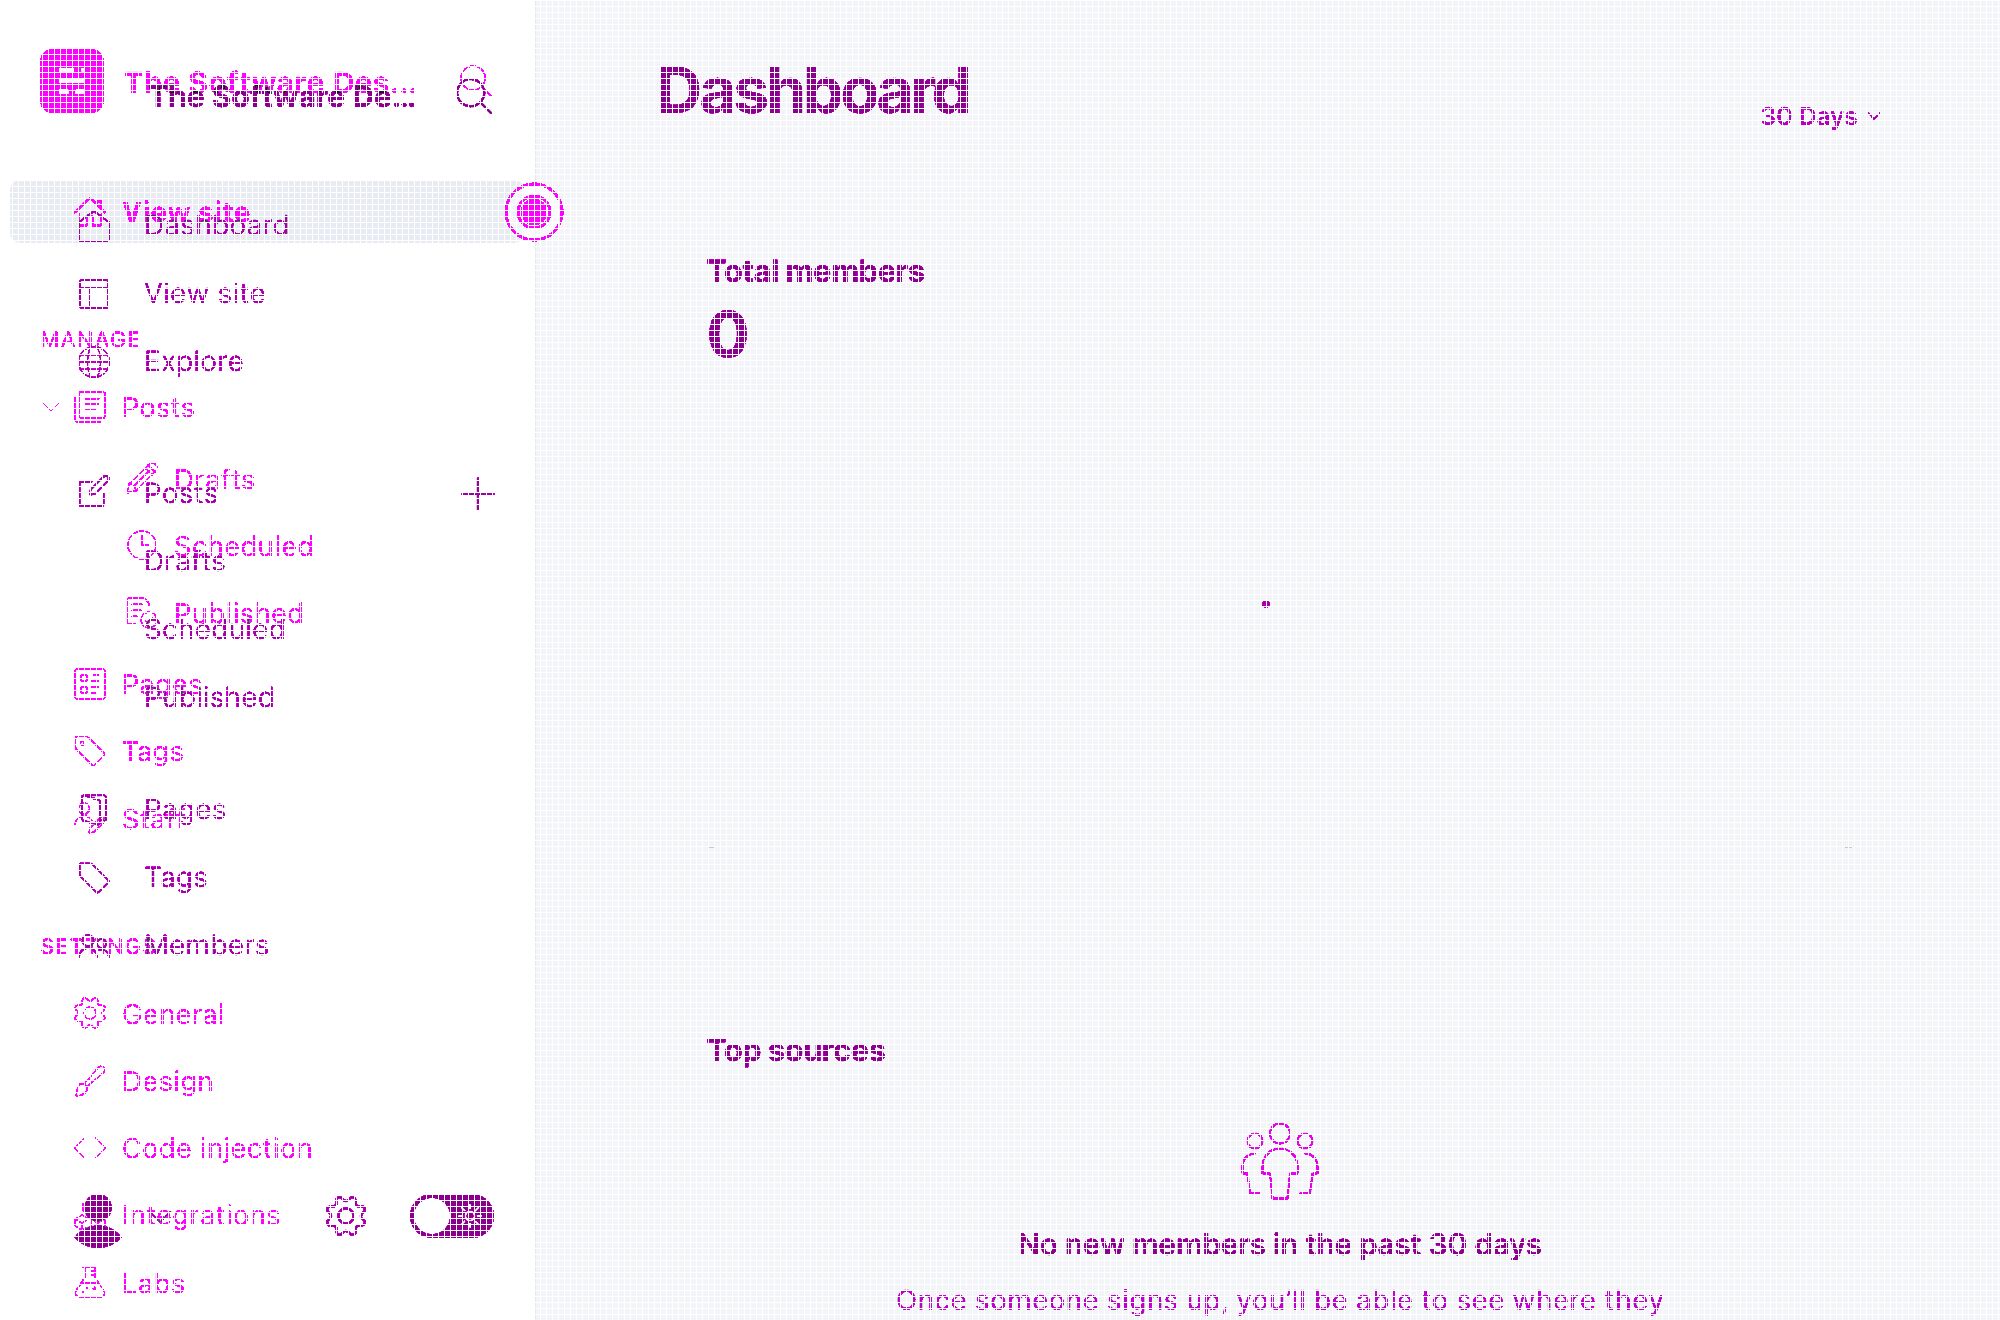 The Software Des...
The Software De...
Dashboard
30 Days
View site
Dashboard
View site
Total members
0
MANAGE
Explore
Posts
Drafts
Posts
Scheduled
Drafts
Published
Scheduled
Pages
Published
Tags
Pages
Staff
Tags
SETTINGS
Members
General
Top sources
Design
Code injection
Integrations
No new members in the past 30 days
Labs
Once someone signs up, you'll be able to see where they